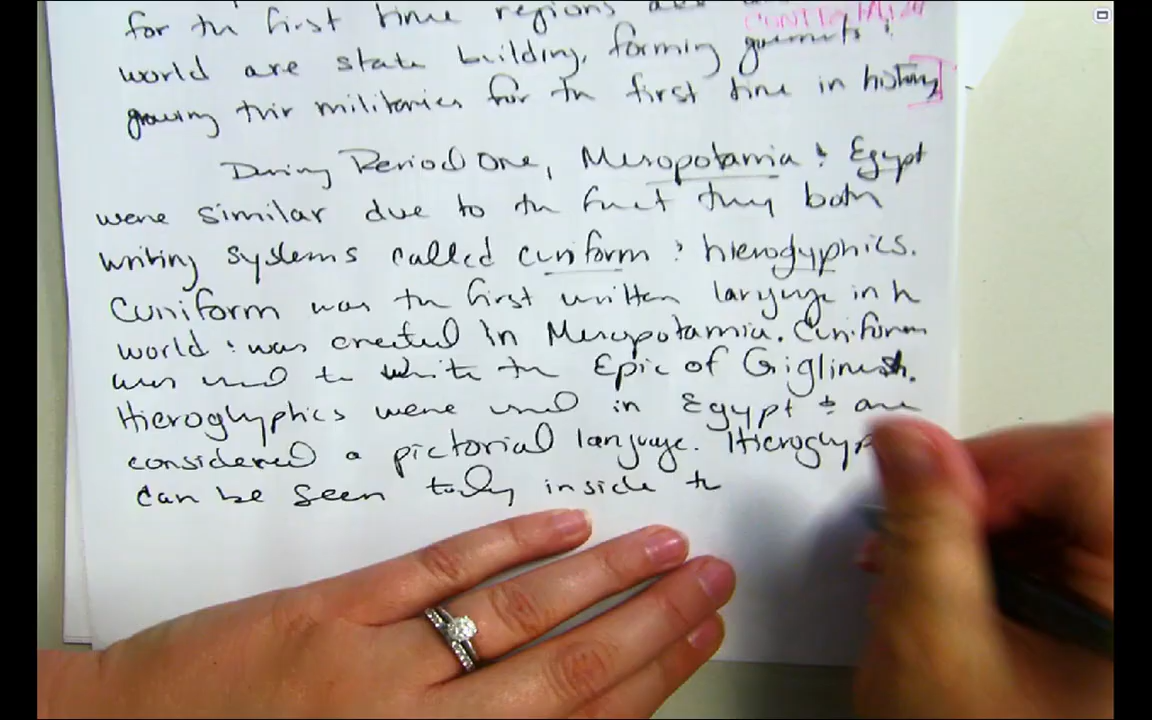 for the first time regions are
CONTEXTUAL
world are state building, forming governments &
growing their militaries for the first time in history
During Period One, Mesopotamia & Egypt
were similar due to the fact they both
writing systems called cuniform & hieroglyphics.
Cuniform was the first written language in
world & was created in Mesopotamia. Cuniform
was used to write the Epic of Giglimesh.
Hieroglyphics were used in Egypt & are
considered a pictorial language. Hieroglyp
can be seen today inside the